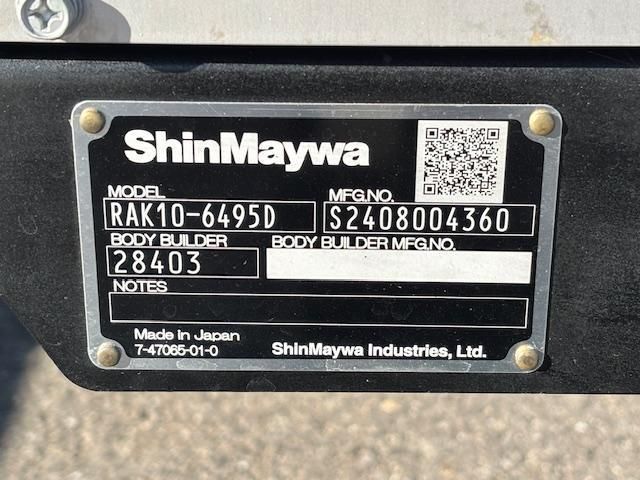 ShinMaywa
MODEL
RAK10-6495D
MFG.NO.
S2408004360
BODY BUILDER
28403
BODY BUILDER MFG.NO.
NOTES
Made in Japan
7-47065-01-0
ShinMaywa Industries, Ltd.